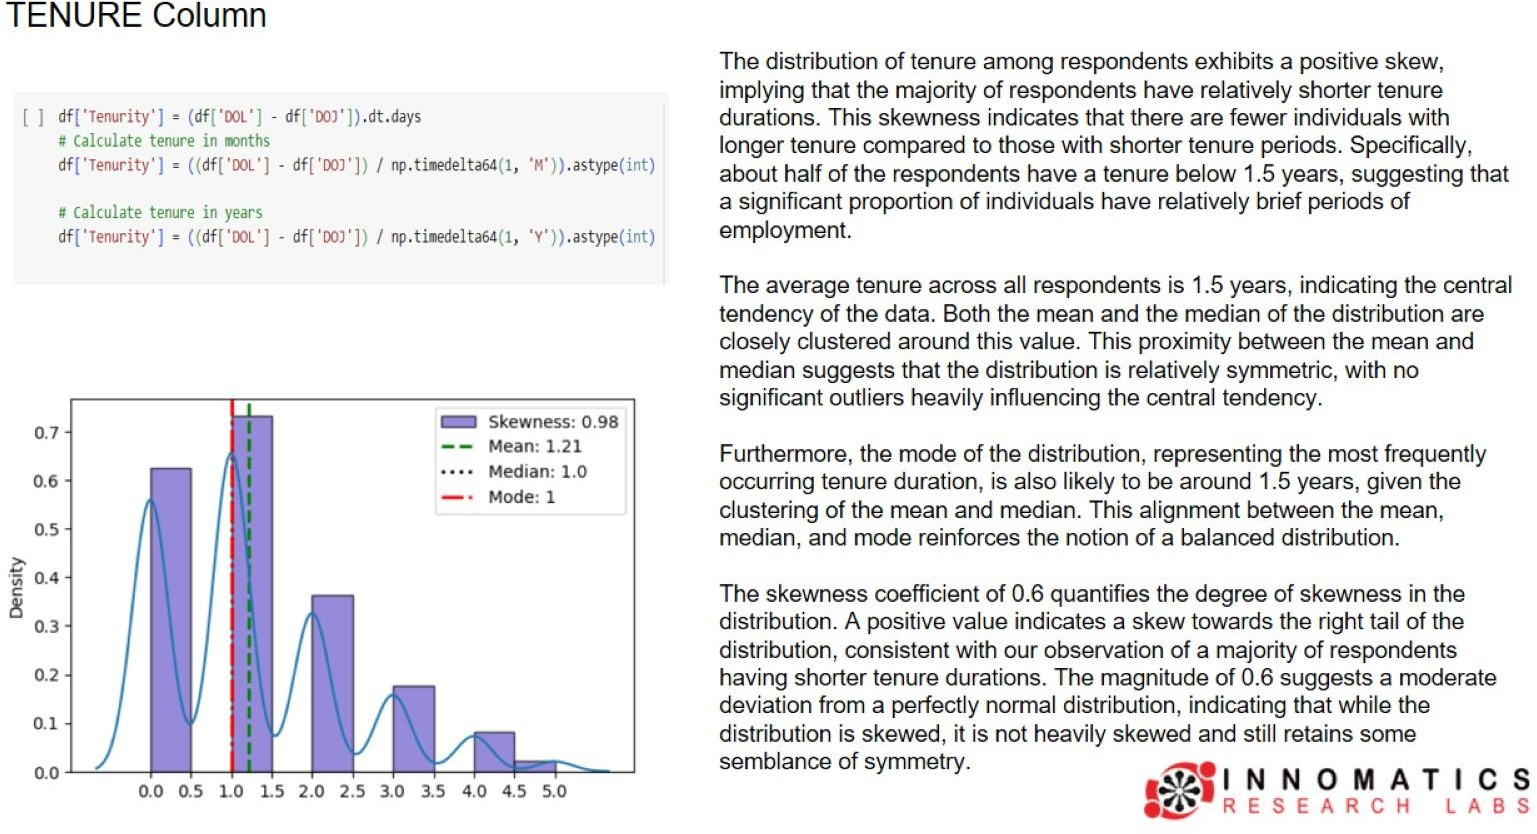 TENURE Column
[ ] df['Tenurity'] = (df['DOL'] - df['DOJ']).dt.days
# Calculate tenure in months
df['Tenurity'] = ((df['DOL'] - df['DOJ']) / np.timedelta64(1, 'M')).astype(int)
# Calculate tenure in years
df['Tenurity'] = ((df['DOL'] - df['DOJ']) / np.timedelta64(1, 'Y')).astype(int)
Skewness: 0.98
Mean: 1.21
Median: 1.0
Mode: 1
Density
0.7
0.6
0.5
0.4
0.3
0.2
0.1
0.0
0.0 0.5 1.0 1.5 2.0 2.5 3.0 3.5 4.0 4.5 5.0
The distribution of tenure among respondents exhibits a positive skew,
implying that the majority of respondents have relatively shorter tenure
durations. This skewness indicates that there are fewer individuals with
longer tenure compared to those with shorter tenure periods. Specifically,
about half of the respondents have a tenure below 1.5 years, suggesting that
a significant proportion of individuals have relatively brief periods of
employment.
The average tenure across all respondents is 1.5 years, indicating the central
tendency of the data. Both the mean and the median of the distribution are
closely clustered around this value. This proximity between the mean and
median suggests that the distribution is relatively symmetric, with no
significant outliers heavily influencing the central tendency.
Furthermore, the mode of the distribution, representing the most frequently
occurring tenure duration, is also likely to be around 1.5 years, given the
clustering of the mean and median. This alignment between the mean,
median, and mode reinforces the notion of a balanced distribution.
The skewness coefficient of 0.6 quantifies the degree of skewness in the
distribution. A positive value indicates a skew towards the right tail of the
distribution, consistent with our observation of a majority of respondents
having shorter tenure durations. The magnitude of 0.6 suggests a moderate
deviation from a perfectly normal distribution, indicating that while the
distribution is skewed, it is not heavily skewed and still retains some
semblance of symmetry.
INNOMATICS
RESEARCH LABS